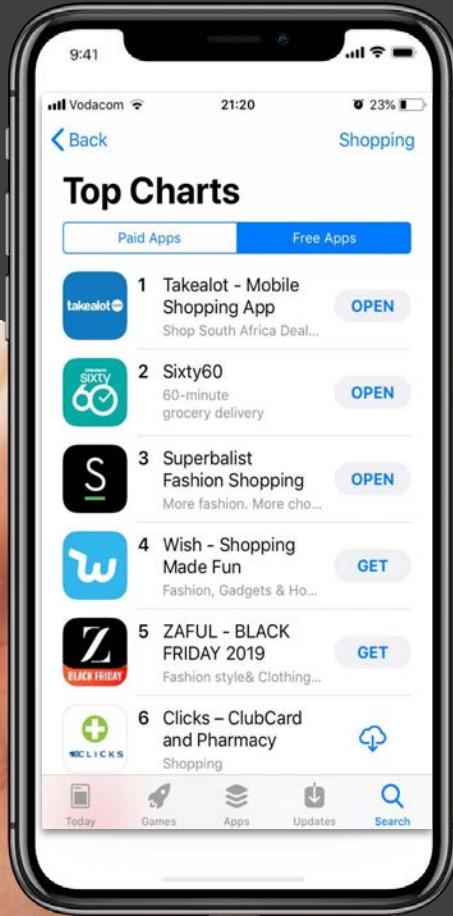 9:41
Vodacom 21:20 23%
Back Shopping
Top Charts
Paid Apps Free Apps
takealot
1 Takealot - Mobile
Shopping App
Shop South Africa Deal...
OPEN
SIXTY
60
2 Sixty60
60-minute
grocery delivery
OPEN
S
3 Superbalist
Fashion Shopping
More fashion. More cho...
OPEN
w
4 Wish - Shopping
Made Fun
Fashion, Gadgets & Ho...
GET
Z
BLACK FRIDAY
5 ZAFUL - BLACK
FRIDAY 2019
Fashion style& Clothing...
GET
CLICKS
6 Clicks – ClubCard
and Pharmacy
Shopping
Today Games Apps Updates Search